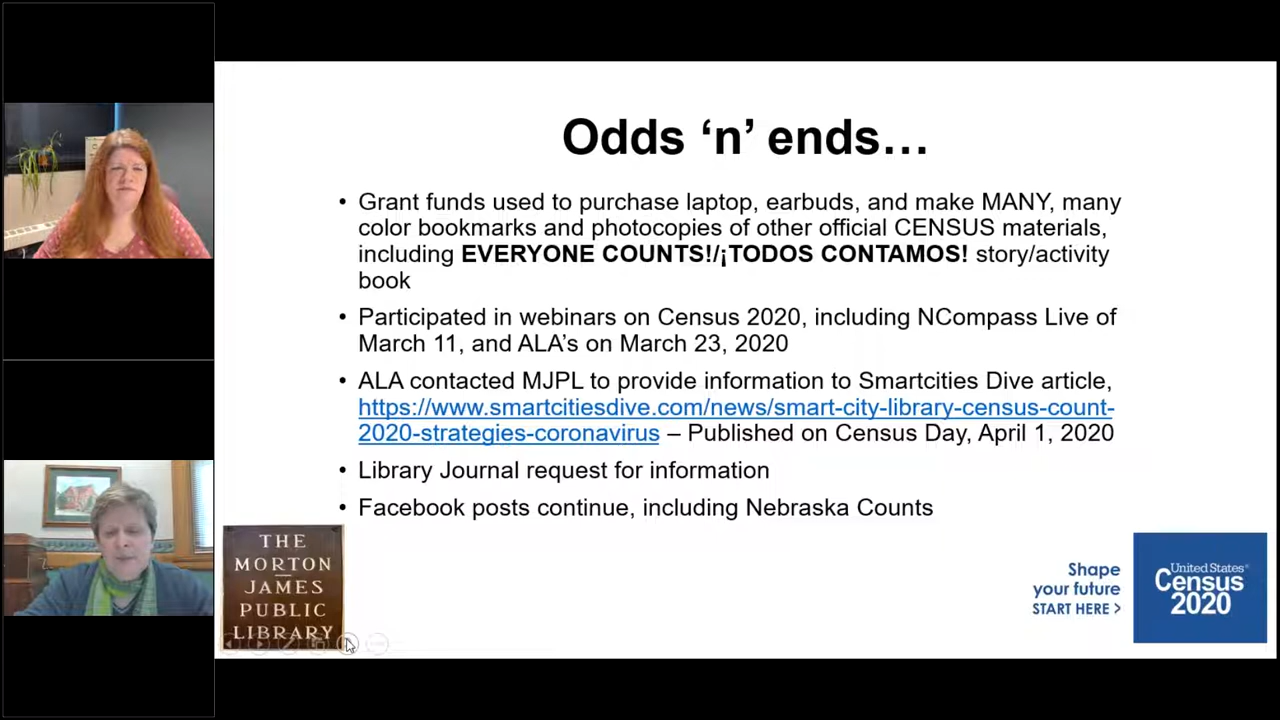 Odds ‘n’ ends…
• Grant funds used to purchase laptop, earbuds, and make MANY, many
color bookmarks and photocopies of other official CENSUS materials,
including EVERYONE COUNTS!/¡TODOS CONTAMOS! story/activity
book
• Participated in webinars on Census 2020, including NCompass Live of
March 11, and ALA’s on March 23, 2020
• ALA contacted MJPL to provide information to Smartcities Dive article,
https://www.smartcitiesdive.com/news/smart-city-library-census-count-
2020-strategies-coronavirus – Published on Census Day, April 1, 2020
• Library Journal request for information
• Facebook posts continue, including Nebraska Counts
THE
MORTON
JAMES
PUBLIC
LIBRARY
Shape
your future
START HERE >
United States®
Census
2020